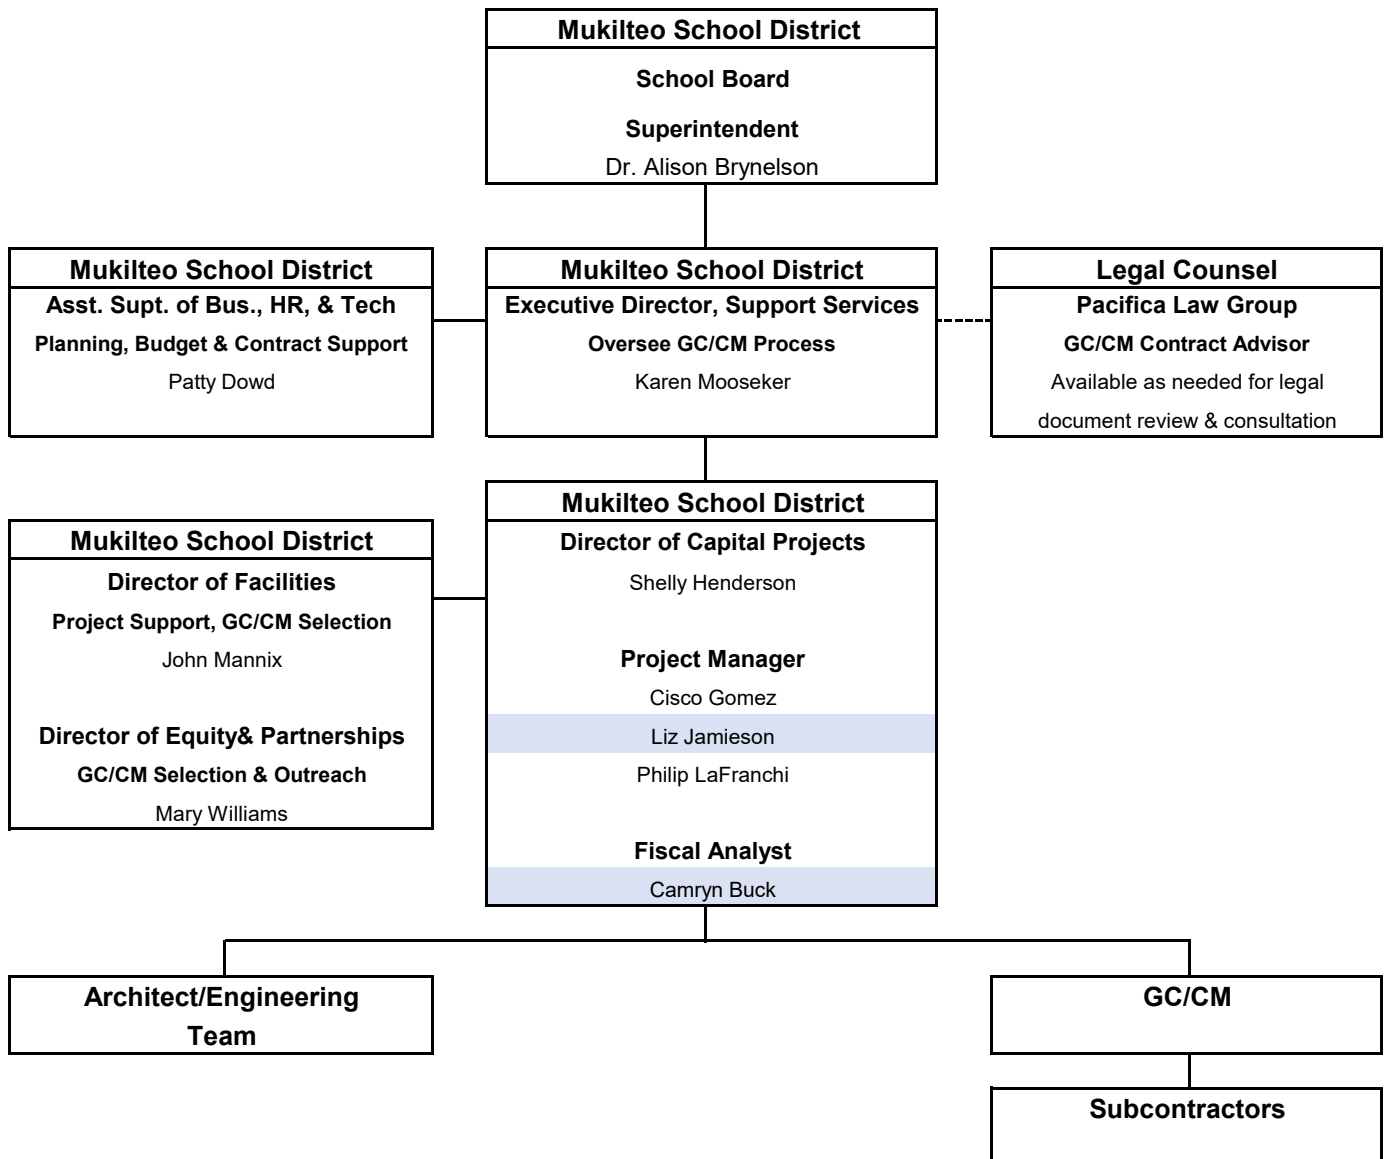 Mukilteo School District
School Board
Superintendent
Dr. Alison Brynelson
Mukilteo School District
Asst. Supt. of Bus., HR, & Tech
Planning, Budget & Contract Support
Patty Dowd
Mukilteo School District
Executive Director, Support Services
Oversee GC/CM Process
Karen Mooseker
Legal Counsel
Pacifica Law Group
GC/CM Contract Advisor
Available as needed for legal
document review & consultation
Mukilteo School District
Director of Facilities
Project Support, GC/CM Selection
John Mannix
Director of Equity& Partnerships
GC/CM Selection & Outreach
Mary Williams
Mukilteo School District
Director of Capital Projects
Shelly Henderson
Project Manager
Cisco Gomez
Liz Jamieson
Philip LaFranchi
Fiscal Analyst
Camryn Buck
Architect/Engineering
Team
GC/CM
Subcontractors